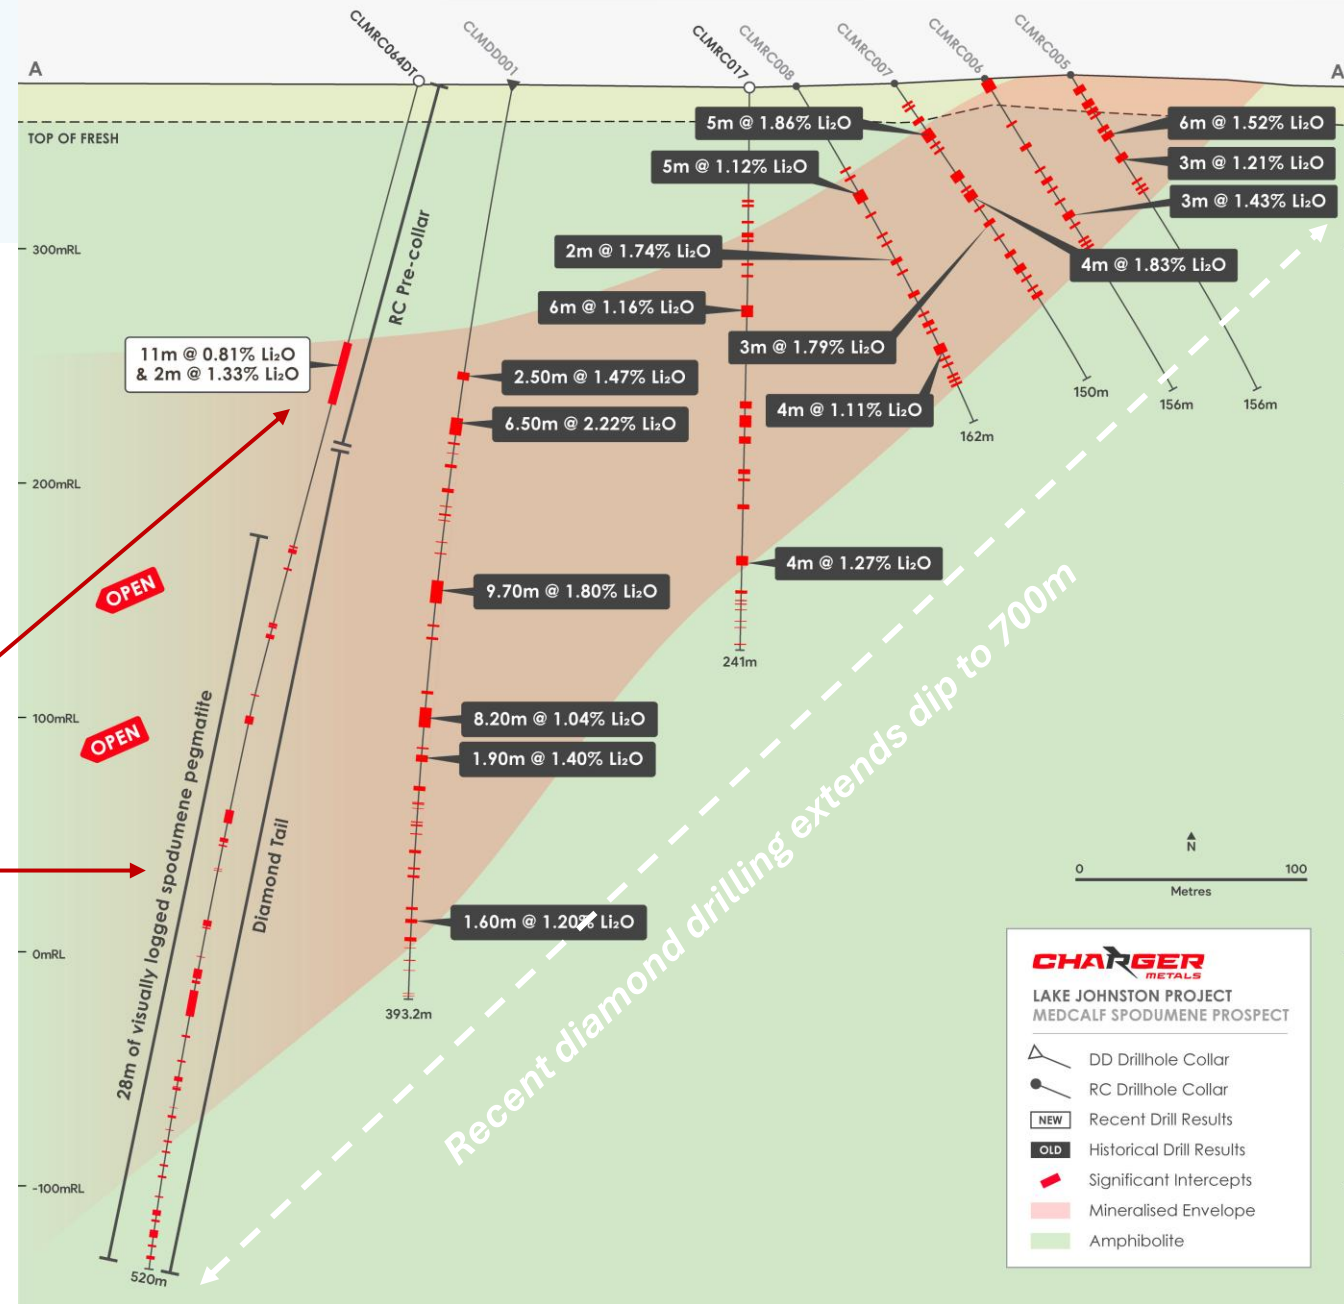 CLMRC064DT
CLMDD001
CLMRC017
CLMRC008
CLMRC007
CLMRC006
CLMRC005
A
A
TOP OF FRESH
5m @ 1.86% Li₂O
6m @ 1.52% Li₂O
5m @ 1.12% Li₂O
3m @ 1.21% Li₂O
3m @ 1.43% Li₂O
300mRL
RC Pre-collar
2m @ 1.74% Li₂O
4m @ 1.83% Li₂O
6m @ 1.16% Li₂O
3m @ 1.79% Li₂O
11m @ 0.81% Li₂O
& 2m @ 1.33% Li₂O
2.50m @ 1.47% Li₂O
150m
156m
156m
4m @ 1.11% Li₂O
6.50m @ 2.22% Li₂O
162m
200mRL
OPEN
9.70m @ 1.80% Li₂O
4m @ 1.27% Li₂O
241m
100mRL
OPEN
8.20m @ 1.04% Li₂O
1.90m @ 1.40% Li₂O
28m of visually logged spodumene pegmatite
Diamond Tail
Recent diamond drilling extends dip to 700m
1.60m @ 1.20% Li₂O
0mRL
393.2m
-100mRL
520m
N
0 100
Metres
CHARGER
METALS
LAKE JOHNSTON PROJECT
MEDCALF SPODUMENE PROSPECT
DD Drillhole Collar
RC Drillhole Collar
NEW Recent Drill Results
OLD Historical Drill Results
Significant Intercepts
Mineralised Envelope
Amphibolite